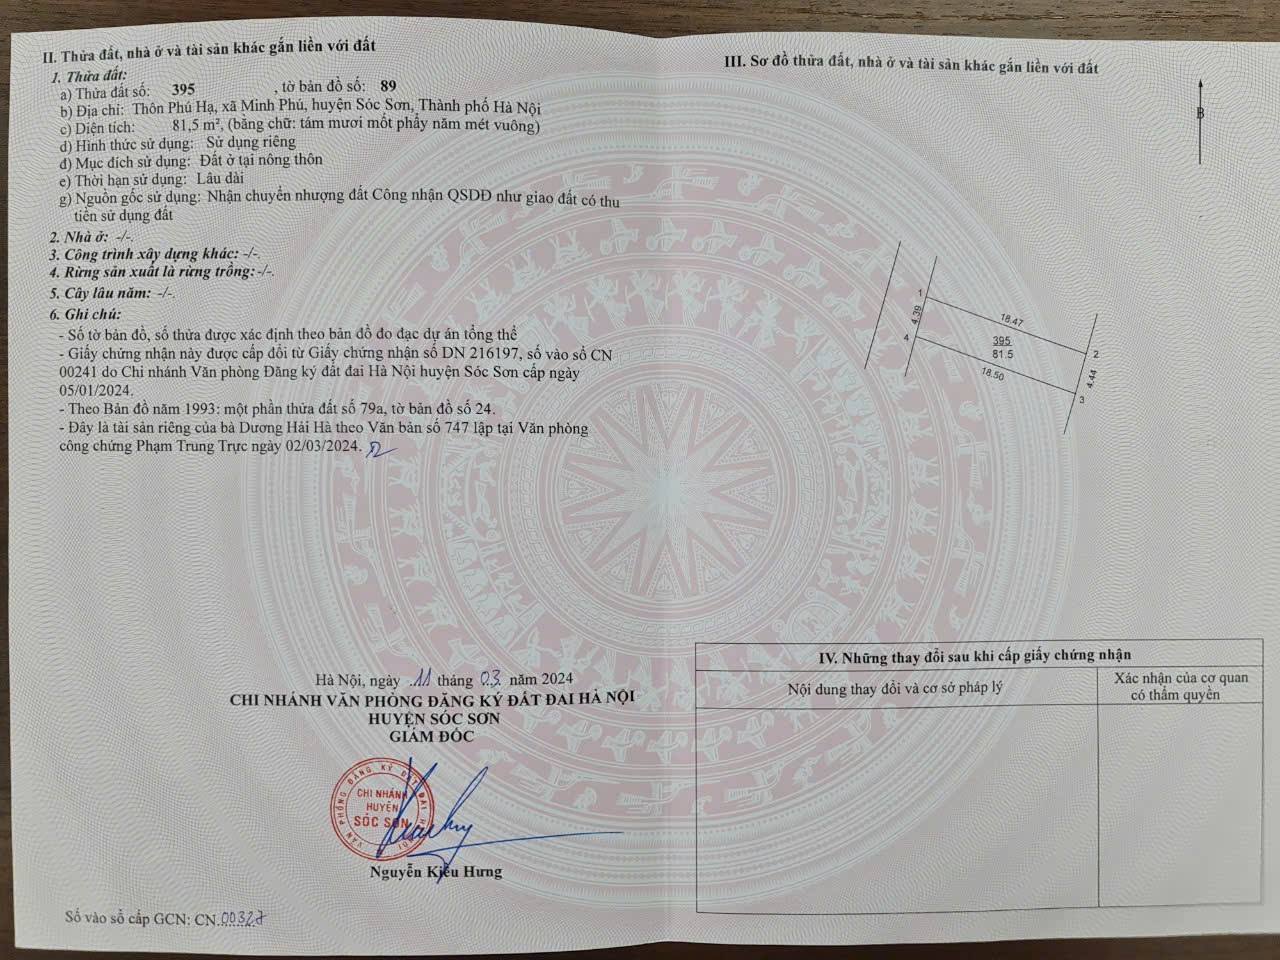 II. Thửa đất, nhà ở và tài sản khác gắn liền với đất
1. Thửa đất:
a) Thửa đất số: 395 , tờ bản đồ số: 89
b) Địa chỉ: Thôn Phú Hạ, xã Minh Phú, huyện Sóc Sơn, Thành phố Hà Nội
c) Diện tích: 81,5 m², (bằng chữ: tám mươi mốt phẩy năm mét vuông)
d) Hình thức sử dụng: Sử dụng riêng
đ) Mục đích sử dụng: Đất ở tại nông thôn
e) Thời hạn sử dụng: Lâu dài
g) Nguồn gốc sử dụng: Nhận chuyển nhượng đất Công nhận QSDĐ như giao đất có thu
tiền sử dụng đất
2. Nhà ở: -/-.
3. Công trình xây dựng khác: -/-.
4. Rừng sản xuất là rừng trồng: -/-.
5. Cây lâu năm: -/-.
6. Ghi chú:
- Số tờ bản đồ, số thửa được xác định theo bản đồ đo đạc dự án tổng thể
- Giấy chứng nhận này được cấp đổi từ Giấy chứng nhận số DN 216197, số vào sổ CN
00241 do Chi nhánh Văn phòng Đăng ký đất đai Hà Nội huyện Sóc Sơn cấp ngày
05/01/2024.
- Theo Bản đồ năm 1993: một phần thửa đất số 79a, tờ bản đồ số 24.
- Đây là tài sản riêng của bà Dương Hải Hà theo Văn bản số 747 lập tại Văn phòng
công chứng Phạm Trung Trực ngày 02/03/2024.
Hà Nội, ngày 11 tháng 03 năm 2024
CHI NHÁNH VĂN PHÒNG ĐĂNG KÝ ĐẤT ĐAI HÀ NỘI
HUYỆN SÓC SƠN
GIÁM ĐỐC
VĂN PHÒNG ĐĂNG KÝ ĐẤT ĐAI HÀ NỘI
CHI NHÁNH
HUYỆN
SÓC SƠN
Nguyễn Kiều Hưng
Số vào sổ cấp GCN: CN.00327
III. Sơ đồ thửa đất, nhà ở và tài sản khác gắn liền với đất
B
1
18.47
4.39
395
81.5
2
4
18.50
4.44
3
IV. Những thay đổi sau khi cấp giấy chứng nhận
Nội dung thay đổi và cơ sở pháp lý
Xác nhận của cơ quan
có thẩm quyền